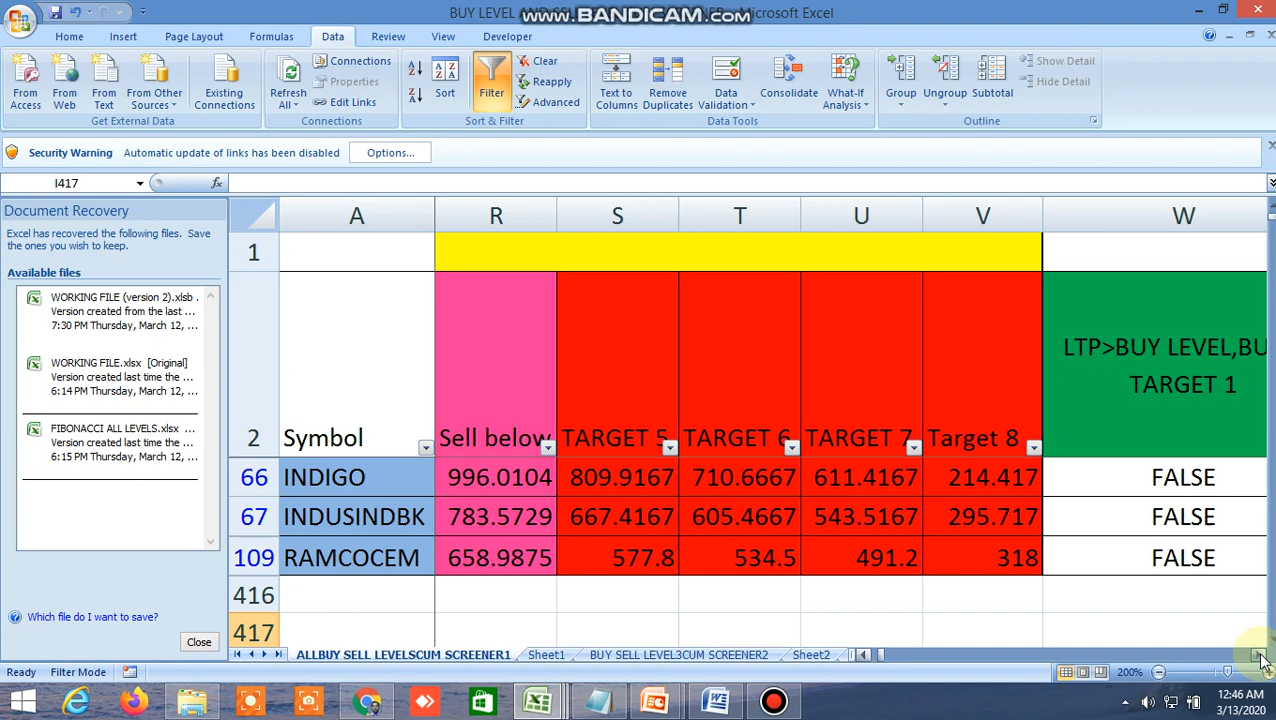 BUY LEVEL AND SE
www.BANDICAM.com
Microsoft Excel
Home Insert Page Layout Formulas Data Review View Developer
From Access
From Web
From Text
From Other Sources
Existing Connections
Get External Data
Refresh All
Connections
Properties
Edit Links
Connections
Sort
Filter
Clear
Reapply
Advanced
Sort & Filter
Text to Columns
Remove Duplicates
Data Validation
Consolidate
What-If Analysis
Data Tools
Group
Ungroup
Subtotal
Show Detail
Hide Detail
Outline
Security Warning Automatic update of links has been disabled Options...
I417 fx
Document Recovery
Excel has recovered the following files. Save
the ones you wish to keep.
Available files
WORKING FILE (version 2).xlsb .
Version created from the last ...
7:30 PM Thursday, March 12, ...
WORKING FILE.xlsx [Original]
Version created last time the ...
6:14 PM Thursday, March 12, ...
FIBONACCI ALL LEVELS.xlsx ...
Version created last time the ...
6:15 PM Thursday, March 12, ...
Which file do I want to save?
Close
A R S T U V W
1
LTP>BUY LEVEL,BU
TARGET 1
2 Symbol Sell below TARGET 5 TARGET 6 TARGET 7 Target 8
66 INDIGO 996.0104 809.9167 710.6667 611.4167 214.417 FALSE
67 INDUSINDBK 783.5729 667.4167 605.4667 543.5167 295.717 FALSE
109 RAMCOCEM 658.9875 577.8 534.5 491.2 318 FALSE
416
417
ALLBUY SELL LEVELSCUM SCREENER1 Sheet1 BUY SELL LEVEL3CUM SCREENER2 Sheet2
Ready Filter Mode 200%
12:46 AM
3/13/2020